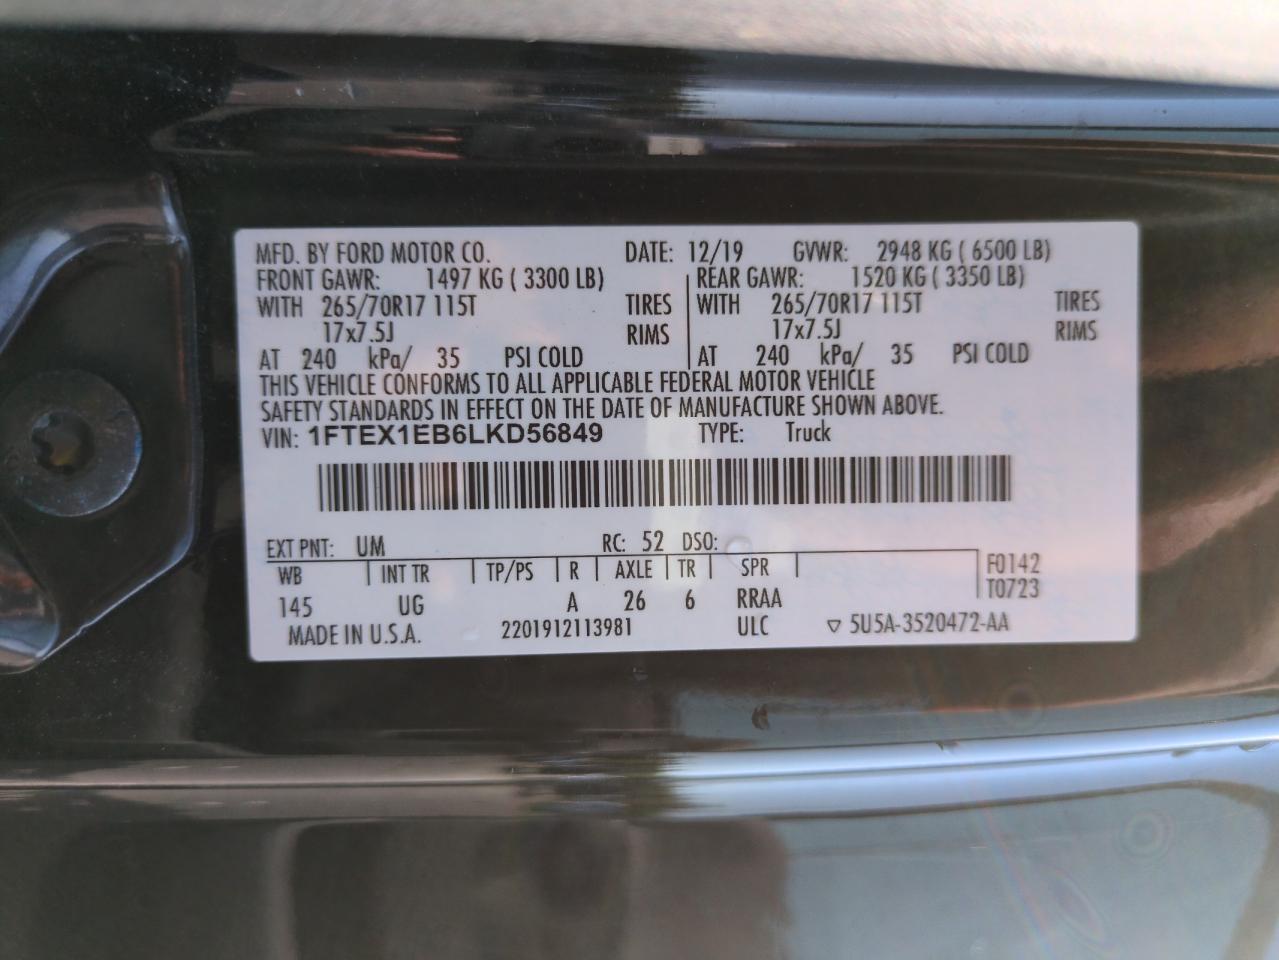 MFD. BY FORD MOTOR CO. DATE: 12/19 GVWR: 2948 KG ( 6500 LB)
FRONT GAWR: 1497 KG ( 3300 LB) REAR GAWR: 1520 KG ( 3350 LB)
WITH 265/70R17 115T TIRES WITH 265/70R17 115T TIRES
17x7.5J RIMS 17x7.5J RIMS
AT 240 kPa/ 35 PSI COLD AT 240 kPa/ 35 PSI COLD
THIS VEHICLE CONFORMS TO ALL APPLICABLE FEDERAL MOTOR VEHICLE
SAFETY STANDARDS IN EFFECT ON THE DATE OF MANUFACTURE SHOWN ABOVE.
VIN: 1FTEX1EB6LKD56849 TYPE: Truck
EXT PNT: UM RC: 52 DSO:
WB INT TR TP/PS R AXLE TR SPR F0142
T0723
145 UG A 26 6 RRAA
MADE IN U.S.A. 2201912113981 ULC ▽ 5U5A-3520472-AA